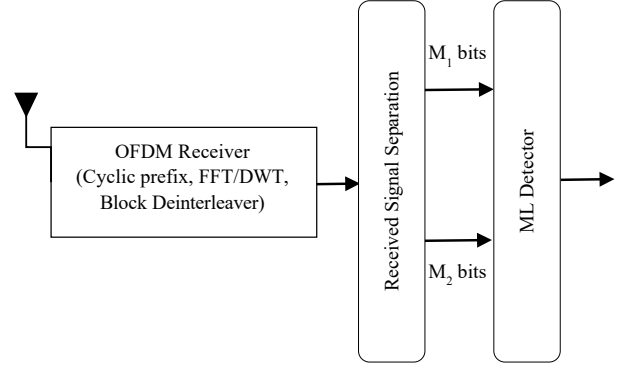 OFDM Receiver
(Cyclic prefix, FFT/DWT,
Block Deinterleaver)
Received Signal Separation
M₁ bits
M₂ bits
ML Detector